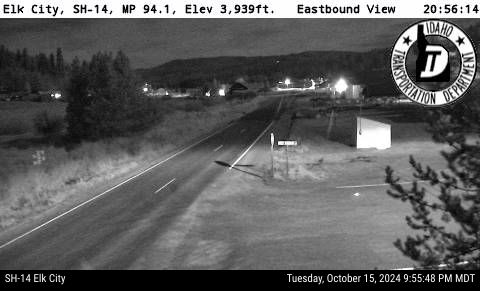 Elk City, SH-14, MP 94.1, Elev 3,939ft. Eastbound View 20:56:14
IDAHO
TRANSPORTATION DEPARTMENT
SH-14 Elk City Tuesday, October 15, 2024 9:55:48 PM MDT